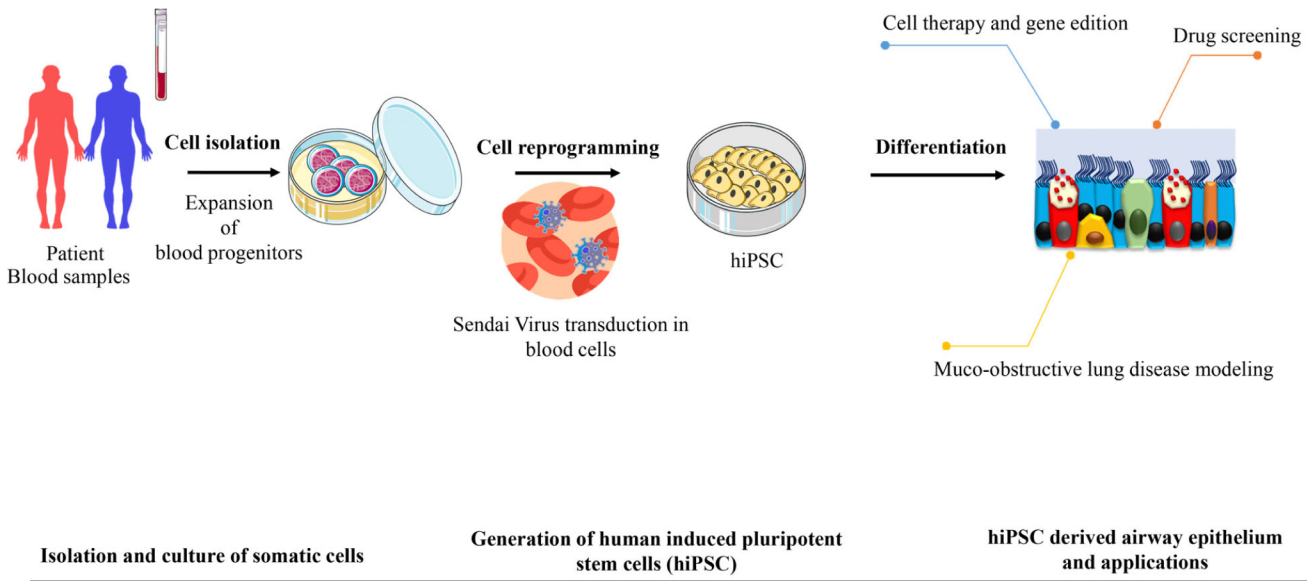 Cell therapy and gene edition
Drug screening
Cell isolation
Expansion
of
blood progenitors
Patient
Blood samples
Cell reprogramming
Sendai Virus transduction in
blood cells
hiPSC
Differentiation
Muco-obstructive lung disease modeling
Isolation and culture of somatic cells
Generation of human induced pluripotent
stem cells (hiPSC)
hiPSC derived airway epithelium
and applications